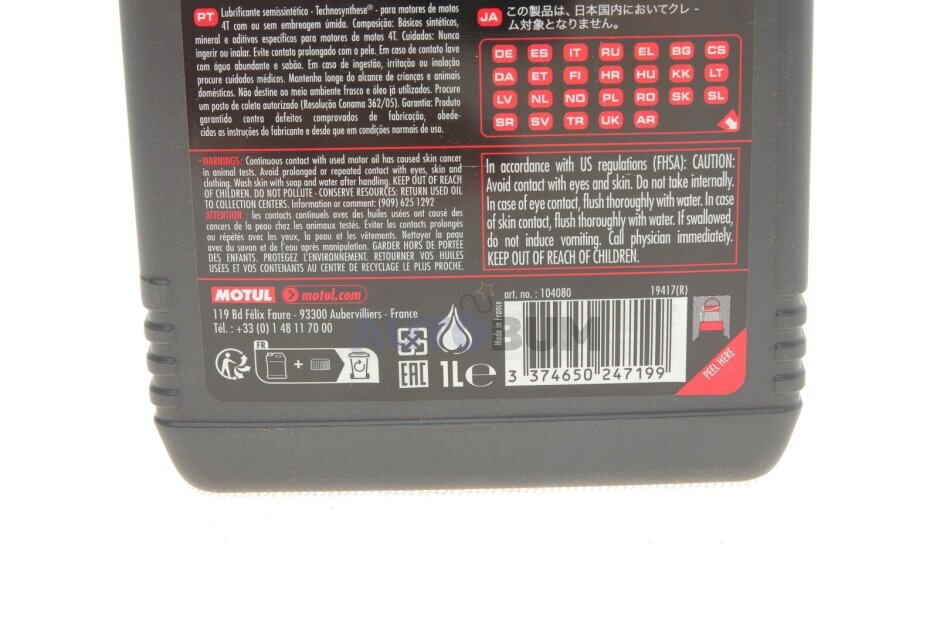 PT Lubrificante semissintético - Technosynthese® - para motores de motos
4T com ou sem embreagem úmida. Composição: Básicos sintéticos,
mineral e aditivos específicos para motores de motos 4T. Cuidados: Nunca
ingerir ou inalar. Evite contato prolongado com a pele. Em caso de contato lave
com água abundante e sabão. Em caso de ingestão, irritação ou inalação
procure cuidados médicos. Mantenha longo do alcance de crianças e animais
domésticos. Não destine ao meio ambiente frasco e óleo já utilizados. Procure
um posto de coleta autorizado (Resolução Conama 362/05). Garantia: Produto
garantido contra defeitos comprovados de fabricação, obede-
cidas as instruções do fabricante e desde que em condições normais de uso.
JA この製品は、日本国内においてクレ-
ーム対象となりません。
DE ES IT RU EL BG CS
DA ET FI HR HU KK LT
LV NL NO PL RO SK SL
SR SV TR UK AR
WARNINGS: Continuous contact with used motor oil has caused skin cancer
in animal tests. Avoid prolonged or repeated contact with eyes, skin and
clothing. Wash skin with soap and water after handling. KEEP OUT OF REACH
OF CHILDREN. DO NOT POLLUTE - CONSERVE RESOURCES: RETURN USED OIL
TO COLLECTION CENTERS. Information or comment: (909) 625 1292
ATTENTION : les contacts continuels avec des huiles usées ont causé des
cancers de la peau chez les animaux testés. Éviter les contacts prolongés
ou répétés avec les yeux, la peau et les vêtements. Nettoyer la peau
avec du savon et de l'eau après manipulation. GARDER HORS DE PORTÉE
DES ENFANTS. PROTÉGEZ L'ENVIRONNEMENT. RETOURNER VOS HUILES
USÉES ET VOS CONTENANTS AU CENTRE DE RECYCLAGE LE PLUS PROCHE.
In accordance with US regulations (FHSA): CAUTION:
Avoid contact with eyes and skin. Do not take internally.
In case of eye contact, flush thoroughly with water. In case
of skin contact, flush thoroughly with water. If swallowed,
do not induce vomiting. Call physician immediately.
KEEP OUT OF REACH OF CHILDREN.
MOTUL motul.com
119 Bd Félix Faure - 93300 Aubervilliers - France
Tél. : +33 (0) 1 48 11 70 00
FR
EAC 1L e
Made in France
art. no. : 104080 19417(R)
3 374650 247199
PEEL HERE
AUTOBUM